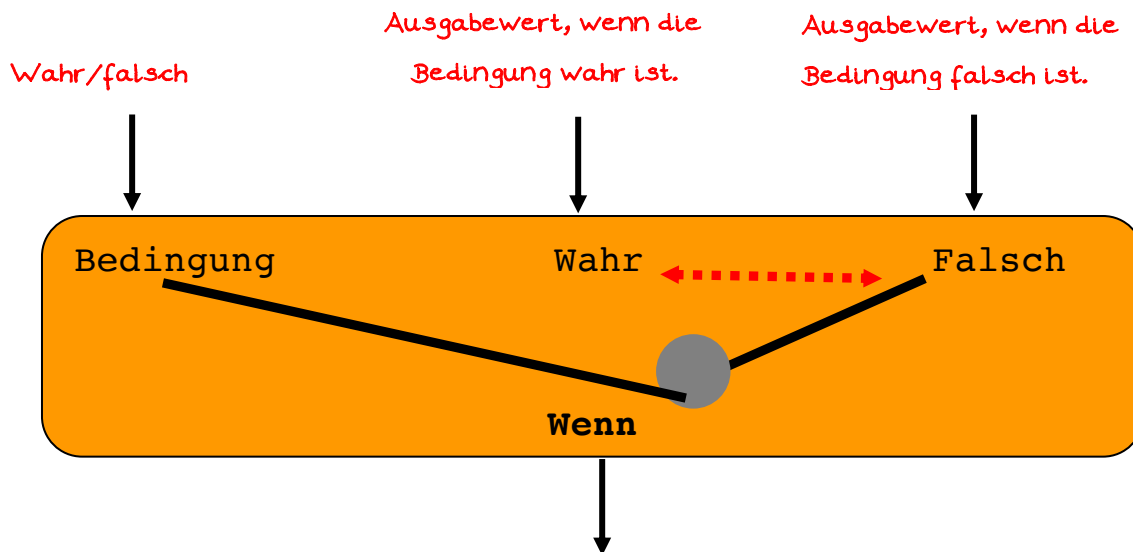 Wahr/falsch
Ausgabewert, wenn die
Bedingung wahr ist.
Ausgabewert, wenn die
Bedingung falsch ist.
Bedingung
Wahr
Falsch
Wenn